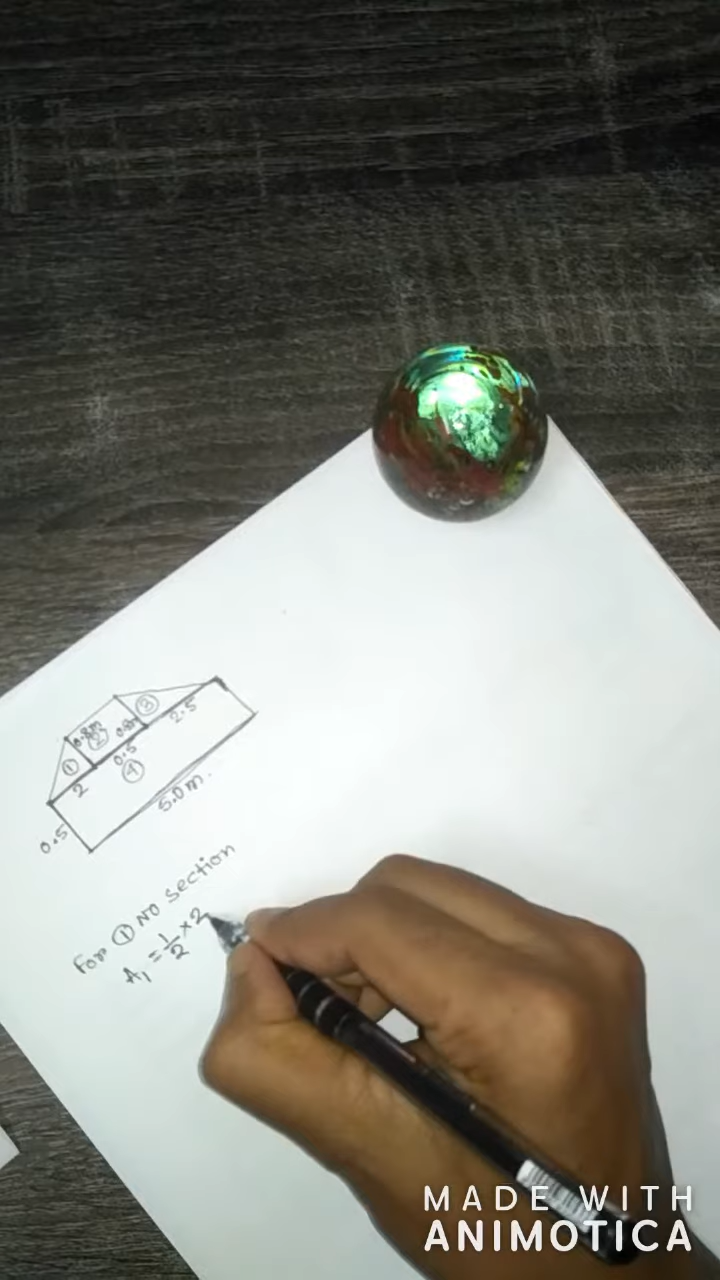 ①
0.8m
②
0.8m
③
2.5
2
0.5
④
0.5
5.0m.
For ① NO section
A₁ = 1/2 × 2
MADE WITH
ANIMOTICA